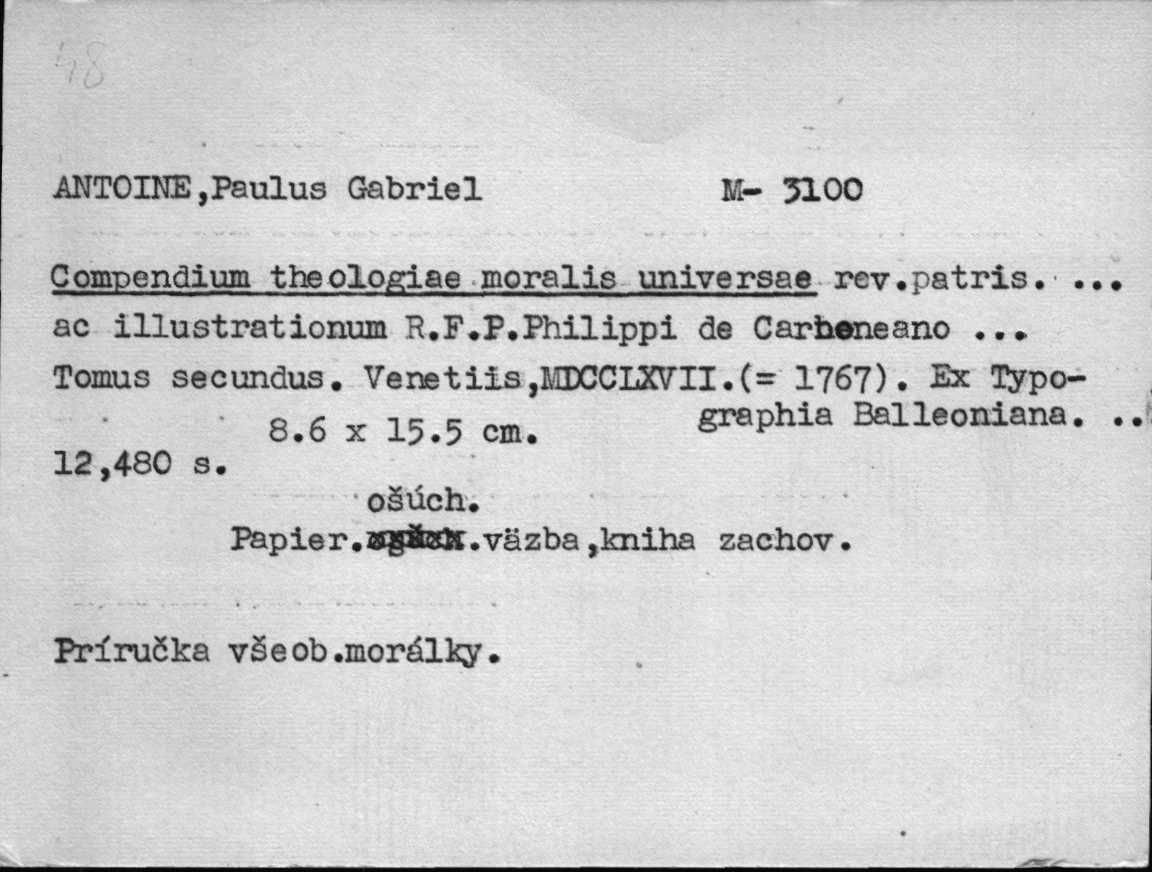 48
ANTOINE,Paulus Gabriel M- 3100
Compendium theologiae moralis universae rev.patris. ...
ac illustrationum R.F.P.Philippi de Carboneano ...
Tomus secundus. Venetiis,MDCCLXVII.(= 1767). Ex Typo-
graphia Balleoniana. ..
8.6 x 15.5 cm.
12,480 s.
ošúch.
Papier. .väzba,kniha zachov.
Príručka všeob.morálky.